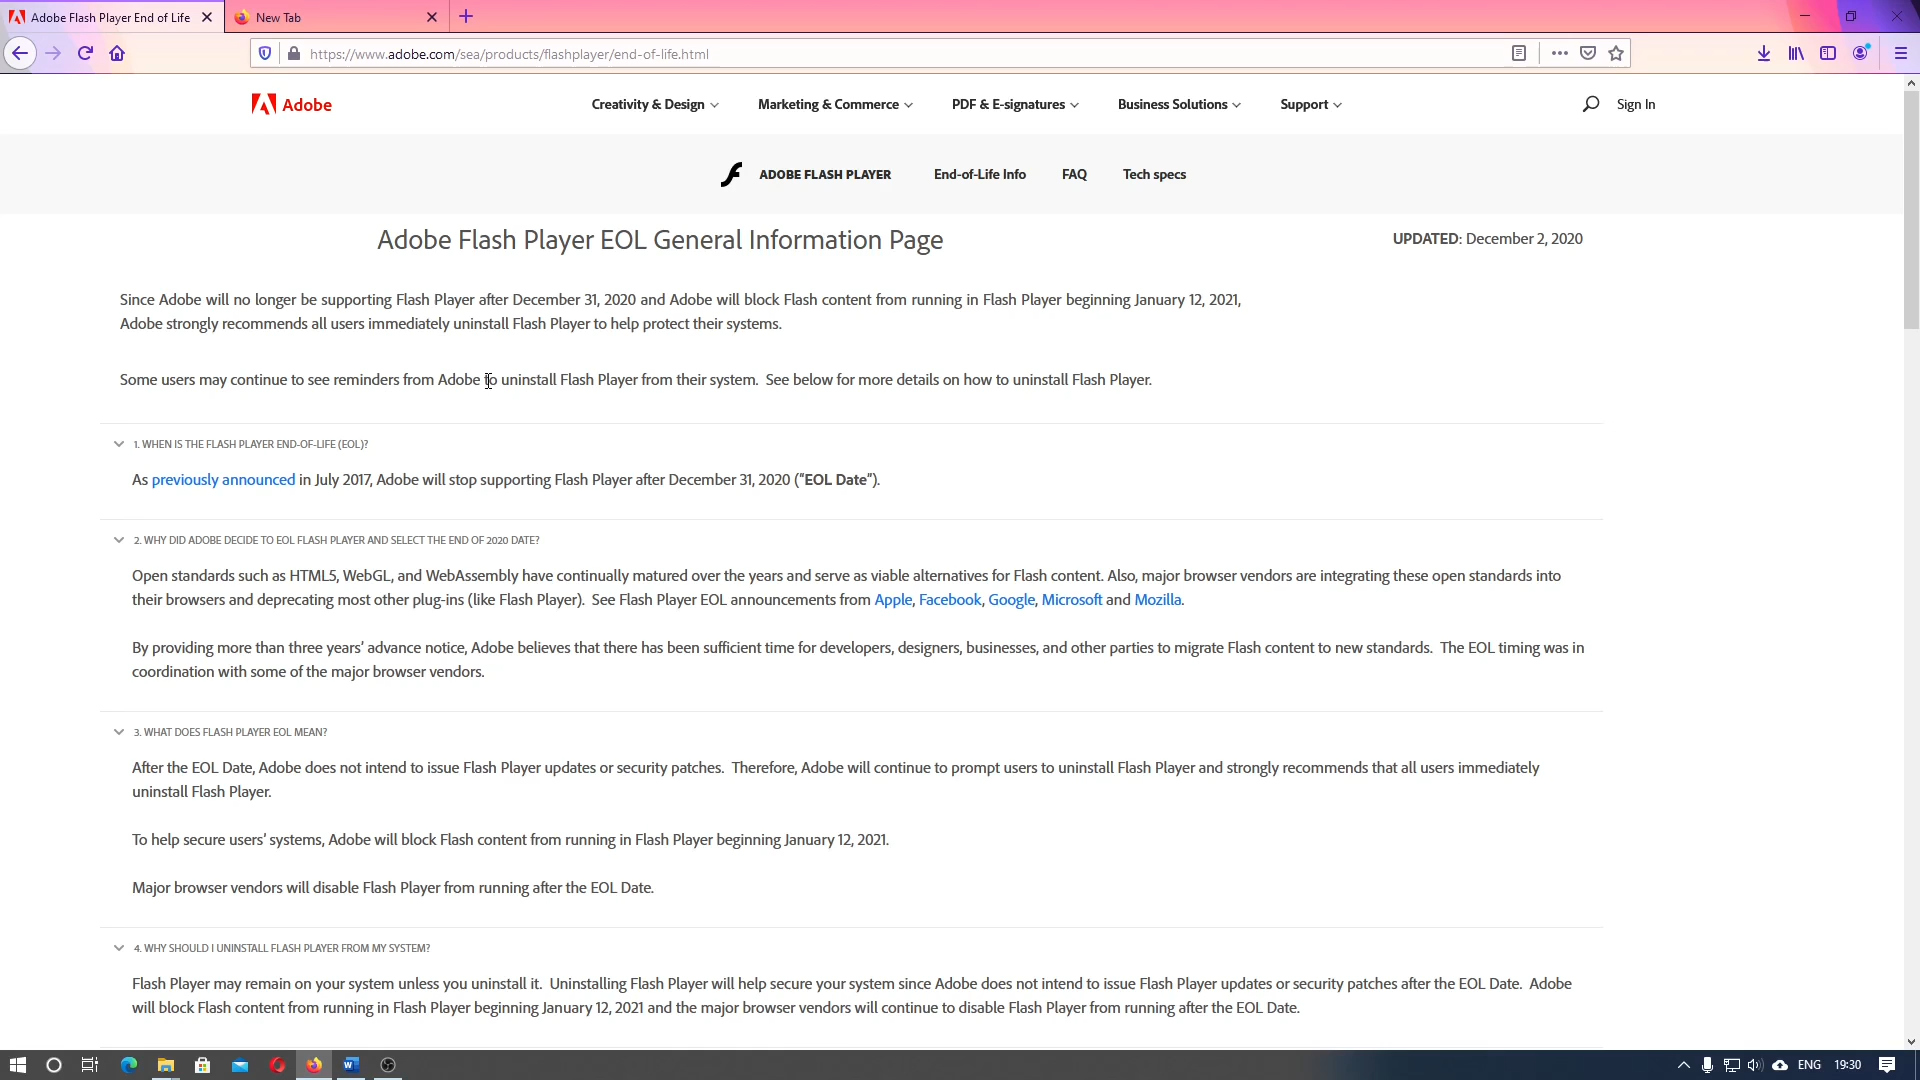 Adobe Flash Player End of Life
New Tab
https://www.adobe.com/sea/products/flashplayer/end-of-life.html
Adobe
Creativity & Design
Marketing & Commerce
PDF & E-signatures
Business Solutions
Support
Sign In
ADOBE FLASH PLAYER
End-of-Life Info
FAQ
Tech specs
Adobe Flash Player EOL General Information Page
UPDATED: December 2, 2020
Since Adobe will no longer be supporting Flash Player after December 31, 2020 and Adobe will block Flash content from running in Flash Player beginning January 12, 2021,
Adobe strongly recommends all users immediately uninstall Flash Player to help protect their systems.
Some users may continue to see reminders from Adobe to uninstall Flash Player from their system.  See below for more details on how to uninstall Flash Player.
1. WHEN IS THE FLASH PLAYER END-OF-LIFE (EOL)?
As previously announced in July 2017, Adobe will stop supporting Flash Player after December 31, 2020 (“EOL Date”).
2. WHY DID ADOBE DECIDE TO EOL FLASH PLAYER AND SELECT THE END OF 2020 DATE?
Open standards such as HTML5, WebGL, and WebAssembly have continually matured over the years and serve as viable alternatives for Flash content. Also, major browser vendors are integrating these open standards into
their browsers and deprecating most other plug-ins (like Flash Player).  See Flash Player EOL announcements from Apple, Facebook, Google, Microsoft and Mozilla.
By providing more than three years’ advance notice, Adobe believes that there has been sufficient time for developers, designers, businesses, and other parties to migrate Flash content to new standards.  The EOL timing was in
coordination with some of the major browser vendors.
3. WHAT DOES FLASH PLAYER EOL MEAN?
After the EOL Date, Adobe does not intend to issue Flash Player updates or security patches.  Therefore, Adobe will continue to prompt users to uninstall Flash Player and strongly recommends that all users immediately
uninstall Flash Player.
To help secure users’ systems, Adobe will block Flash content from running in Flash Player beginning January 12, 2021.
Major browser vendors will disable Flash Player from running after the EOL Date.
4. WHY SHOULD I UNINSTALL FLASH PLAYER FROM MY SYSTEM?
Flash Player may remain on your system unless you uninstall it.  Uninstalling Flash Player will help secure your system since Adobe does not intend to issue Flash Player updates or security patches after the EOL Date.  Adobe
will block Flash content from running in Flash Player beginning January 12, 2021 and the major browser vendors will continue to disable Flash Player from running after the EOL Date.
ENG
19:30